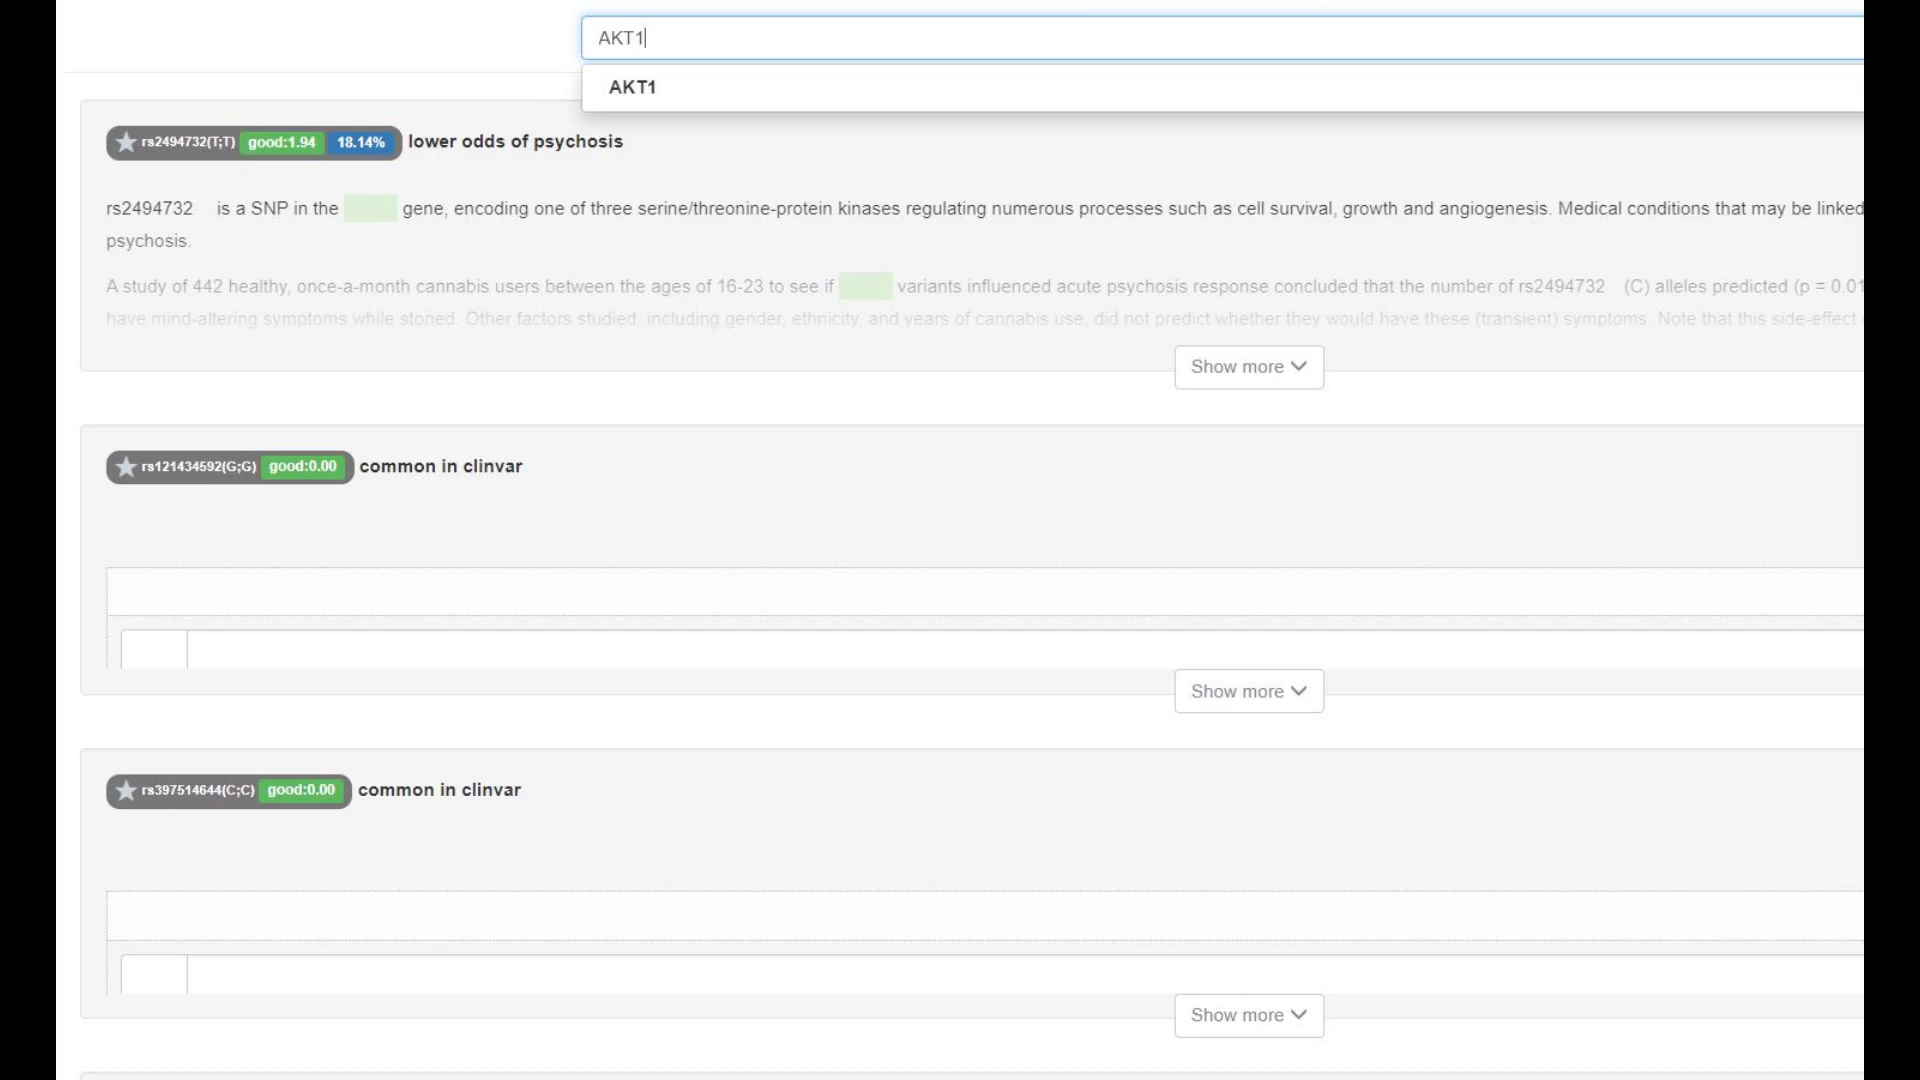 AKT1
AKT1
rs2494732(T;T) good:1.94 18.14% lower odds of psychosis
rs2494732 is a SNP in the gene, encoding one of three serine/threonine-protein kinases regulating numerous processes such as cell survival, growth and angiogenesis. Medical conditions that may be linked
psychosis.
A study of 442 healthy, once-a-month cannabis users between the ages of 16-23 to see if variants influenced acute psychosis response concluded that the number of rs2494732 (C) alleles predicted (p = 0.01
have mind-altering symptoms while stoned. Other factors studied, including gender, ethnicity, and years of cannabis use, did not predict whether they would have these (transient) symptoms. Note that this side-effect
Show more
rs121434592(G;G) good:0.00 common in clinvar
Show more
rs397514644(C;C) good:0.00 common in clinvar
Show more